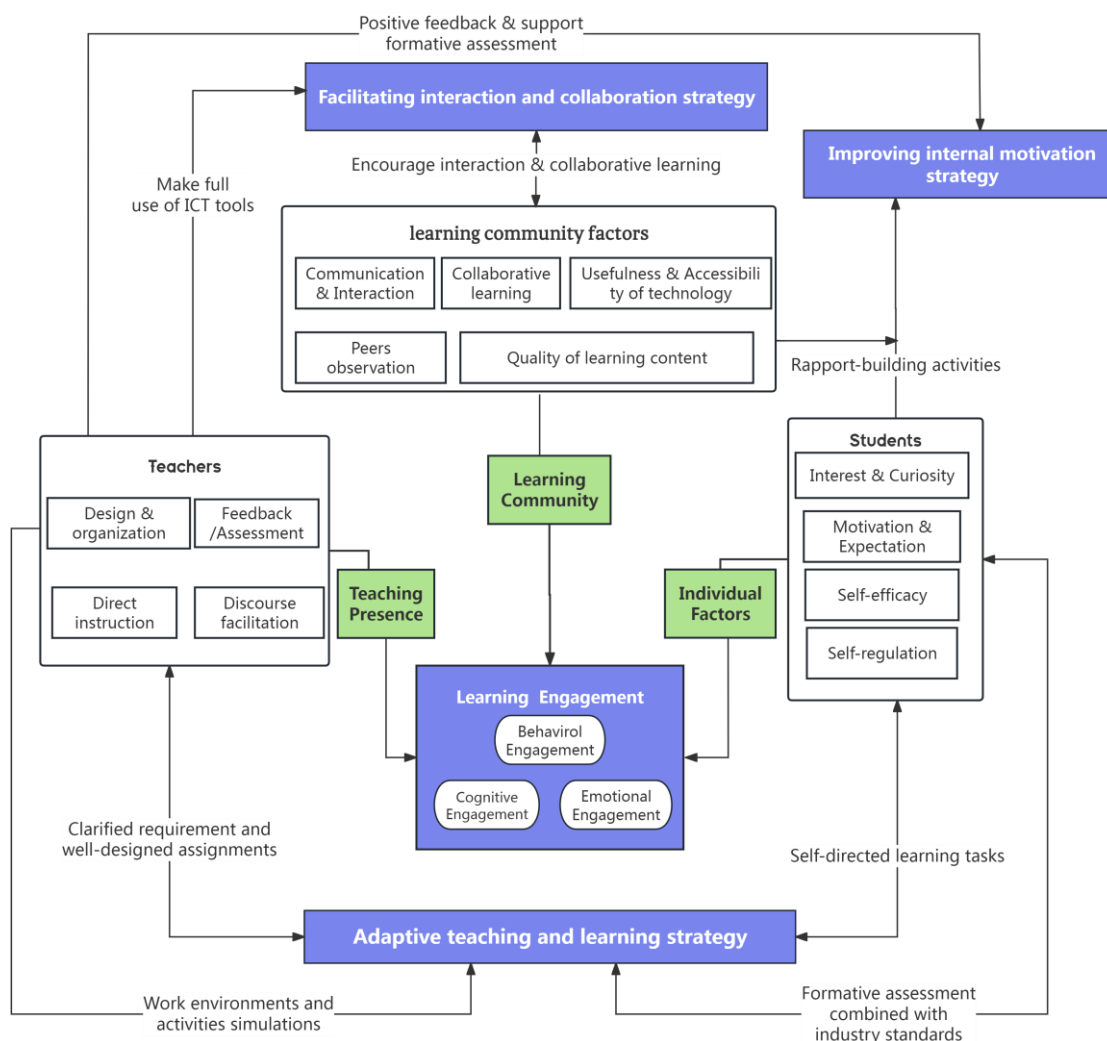 Positive feedback & support
formative assessment
Facilitating interaction and collaboration strategy
Improving internal motivation
strategy
Encourage interaction & collaborative learning
Make full
use of ICT tools
learning community factors
Communication
& Interaction
Collaborative
learning
Usefulness & Accessibili
ty of technology
Peers
observation
Quality of learning content
Rapport-building activities
Teachers
Design &
organization
Feedback
/Assessment
Direct
instruction
Discourse
facilitation
Learning
Community
Teaching
Presence
Individual
Factors
Students
Interest & Curiosity
Motivation &
Expectation
Self-efficacy
Self-regulation
Learning Engagement
Behavirol
Engagement
Cognitive
Engagement
Emotional
Engagement
Clarified requirement and
well-designed assignments
Self-directed learning tasks
Adaptive teaching and learning strategy
Work environments and
activities simulations
Formative assessment
combined with
industry standards